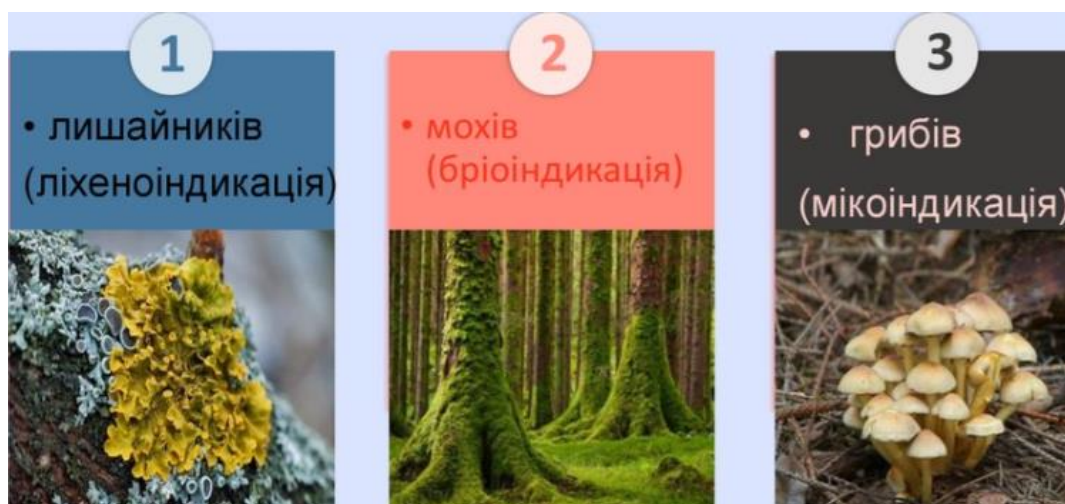 1
• лишайників
(ліхеноіндикація)
2
• мохів
(бріоіндикація)
3
• грибів
(мікоіндикація)